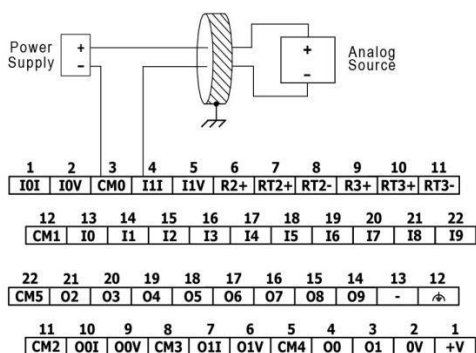 Power Supply
+
-
+
-
Analog Source
1 2 3 4 5 6 7 8 9 10 11
I0I I0V CM0 I1I I1V R2+ RT2+ RT2- R3+ RT3+ RT3-
12 13 14 15 16 17 18 19 20 21 22
CM1 I0 I1 I2 I3 I4 I5 I6 I7 I8 I9
22 21 20 19 18 17 16 15 14 13 12
CM5 O2 O3 O4 O5 O6 O7 O8 O9 -
11 10 9 8 7 6 5 4 3 2 1
CM2 O0I O0V CM3 O1I O1V CM4 O0 O1 0V +V